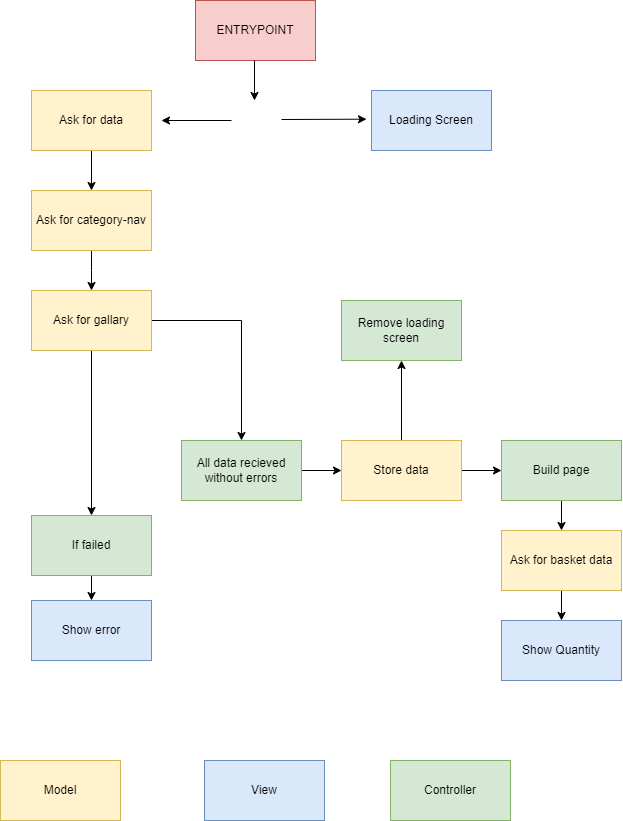 ENTRYPOINT
Ask for data
Loading Screen
Ask for category-nav
Ask for gallary
Remove loading
screen
All data recieved
without errors
Store data
Build page
If failed
Ask for basket data
Show error
Show Quantity
Model
View
Controller